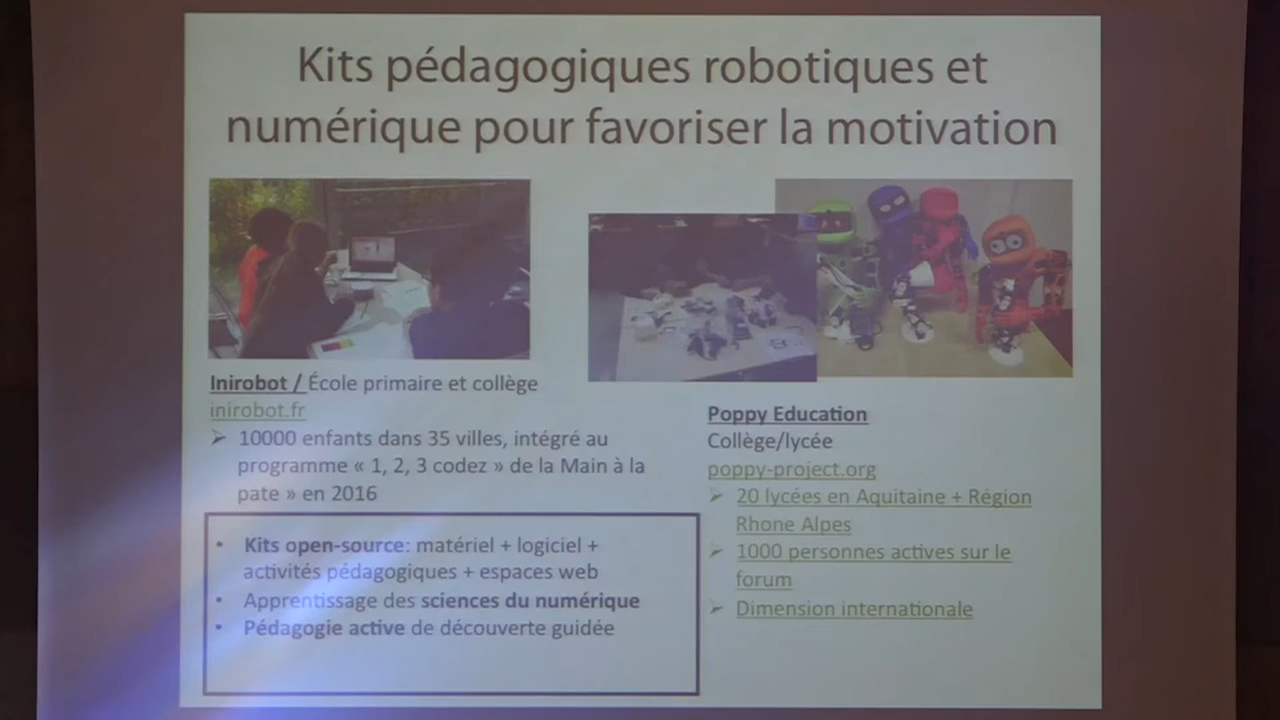 Kits pédagogiques robotiques et
numérique pour favoriser la motivation
Inirobot / École primaire et collège
inirobot.fr
➢ 10000 enfants dans 35 villes, intégré au
programme « 1, 2, 3 codez » de la Main à la
pate » en 2016
• Kits open-source: matériel + logiciel +
activités pédagogiques + espaces web
• Apprentissage des sciences du numérique
• Pédagogie active de découverte guidée
Poppy Education
Collège/lycée
poppy-project.org
➢ 20 lycées en Aquitaine + Région
Rhone Alpes
➢ 1000 personnes actives sur le
forum
➢ Dimension internationale